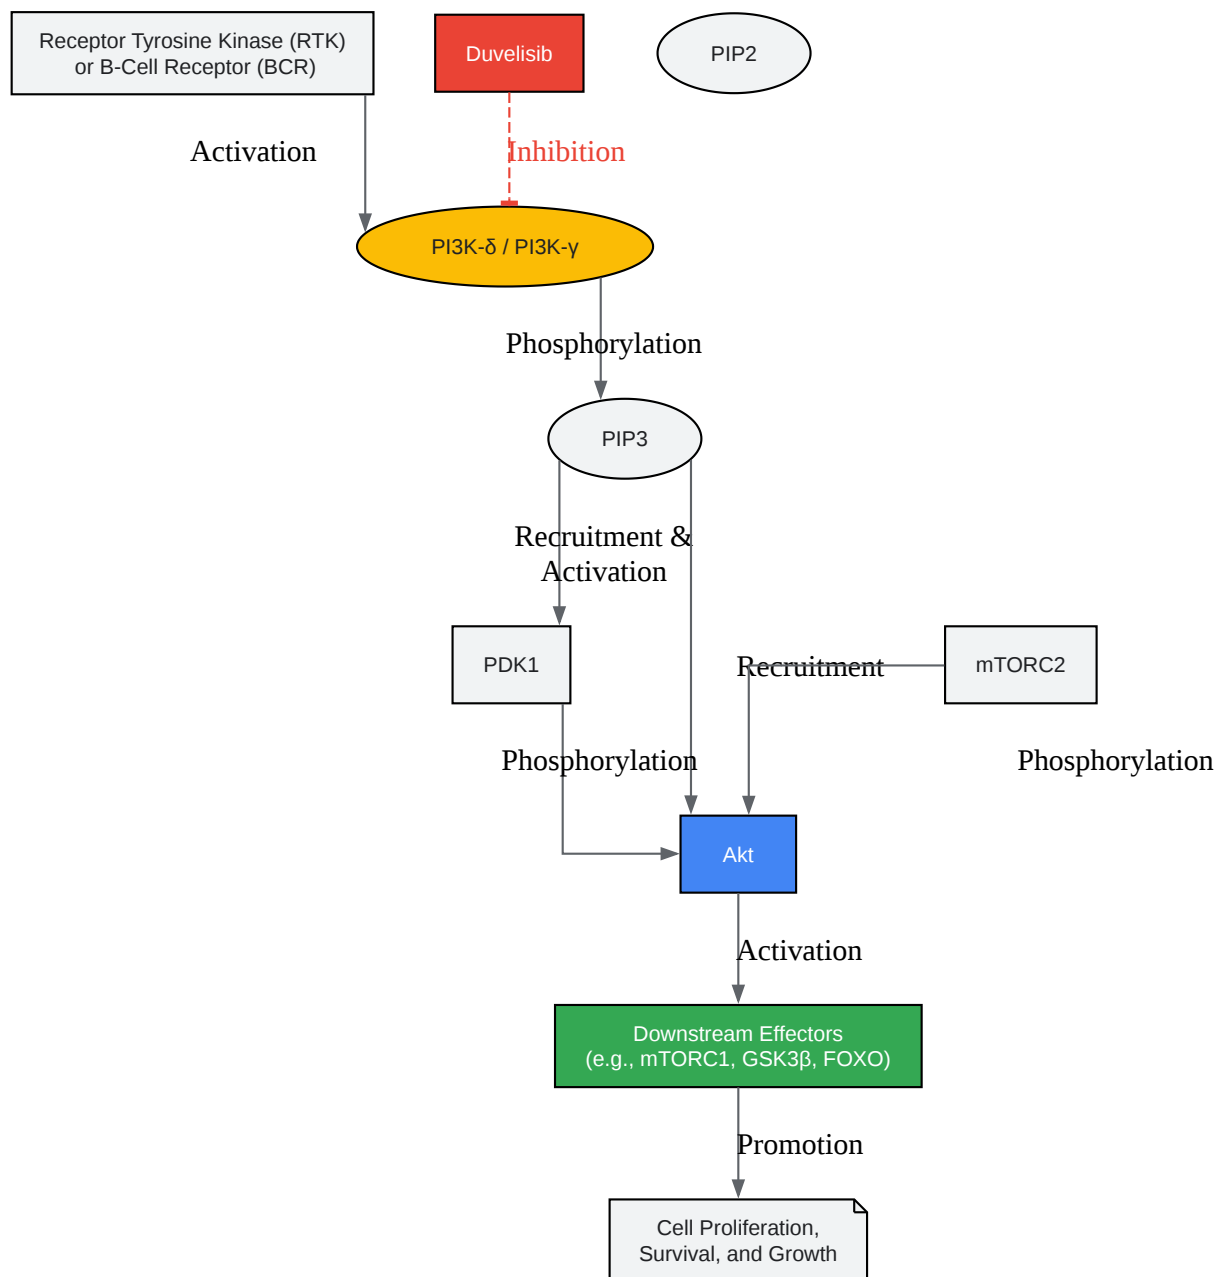 Receptor Tyrosine Kinase (RTK)
or B-Cell Receptor (BCR)
Duvelisib
PIP2
Activation
Inhibition
PI3K-δ / PI3K-γ
Phosphorylation
PIP3
Recruitment &
Activation
PDK1
Recruitment
mTORC2
Phosphorylation
Phosphorylation
Akt
Activation
Downstream Effectors
(e.g., mTORC1, GSK3β, FOXO)
Promotion
Cell Proliferation,
Survival, and Growth